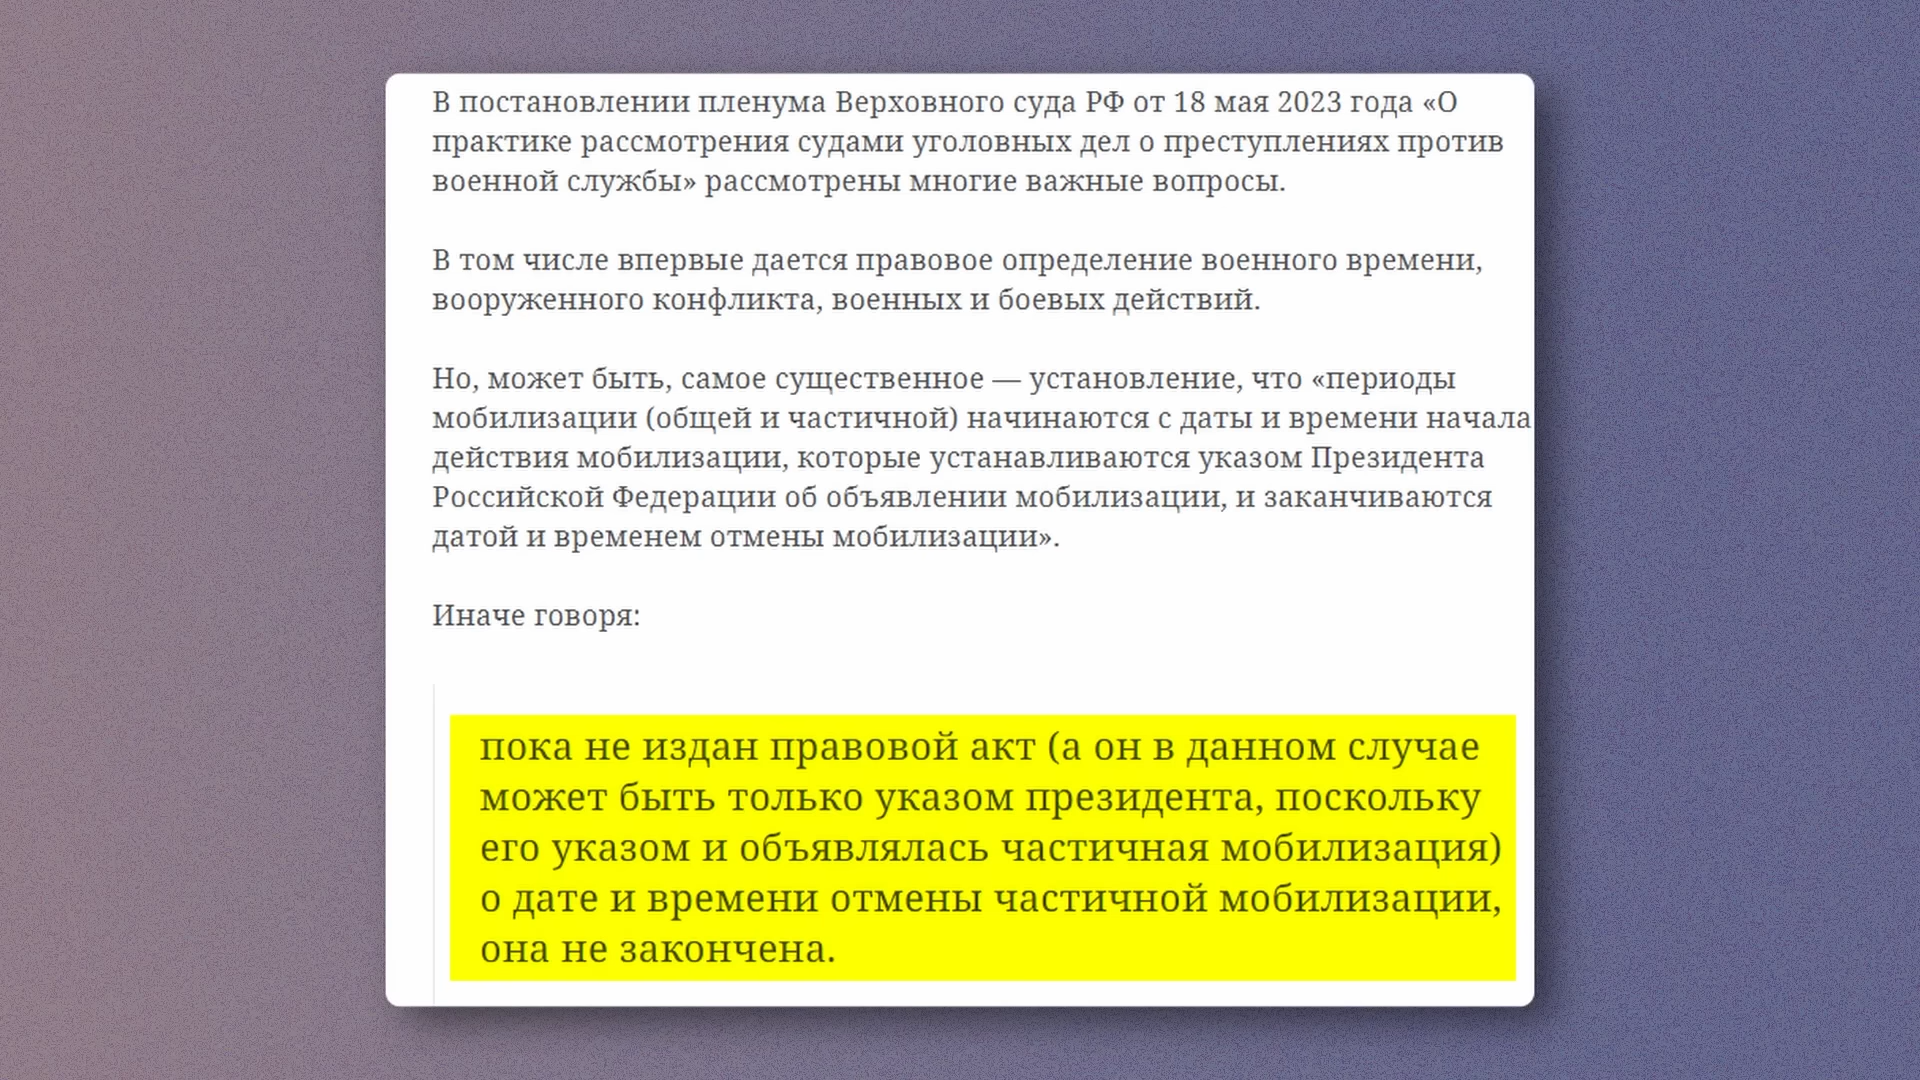 В постановлении пленума Верховного суда РФ от 18 мая 2023 года «О
практике рассмотрения судами уголовных дел о преступлениях против
военной службы» рассмотрены многие важные вопросы.
В том числе впервые дается правовое определение военного времени,
вооруженного конфликта, военных и боевых действий.
Но, может быть, самое существенное — установление, что «периоды
мобилизации (общей и частичной) начинаются с даты и времени начала
действия мобилизации, которые устанавливаются указом Президента
Российской Федерации об объявлении мобилизации, и заканчиваются
датой и временем отмены мобилизации».
Иначе говоря:
пока не издан правовой акт (а он в данном случае
может быть только указом президента, поскольку
его указом и объявлялась частичная мобилизация)
о дате и времени отмены частичной мобилизации,
она не закончена.